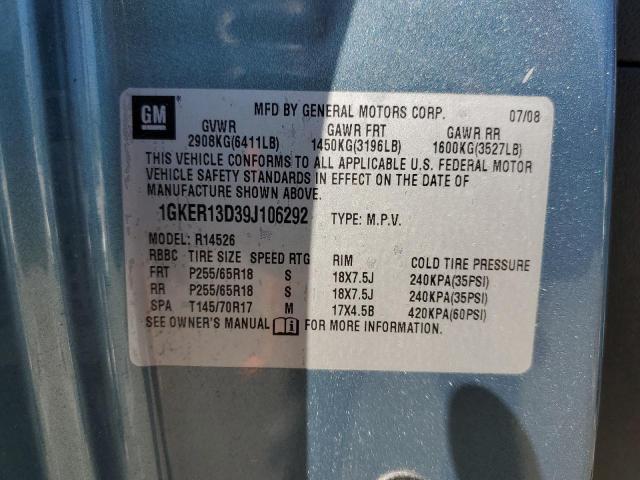 GM MFD BY GENERAL MOTORS CORP. 07/08
GVWR GAWR FRT GAWR RR
2908KG(6411LB) 1450KG(3196LB) 1600KG(3527LB)
THIS VEHICLE CONFORMS TO ALL APPLICABLE U.S. FEDERAL MOTOR
VEHICLE SAFETY STANDARDS IN EFFECT ON THE DATE OF
MANUFACTURE SHOWN ABOVE.
1GKER13D39J106292 TYPE: M.P.V.
MODEL: R14526
RBBC TIRE SIZE SPEED RTG RIM COLD TIRE PRESSURE
FRT P255/65R18 S 18X7.5J 240KPA(35PSI)
RR P255/65R18 S 18X7.5J 240KPA(35PSI)
SPA T145/70R17 M 17X4.5B 420KPA(60PSI)
SEE OWNER'S MANUAL FOR MORE INFORMATION.